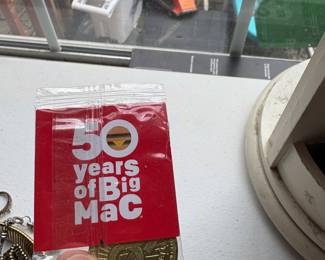 50
years
of Big
Mac